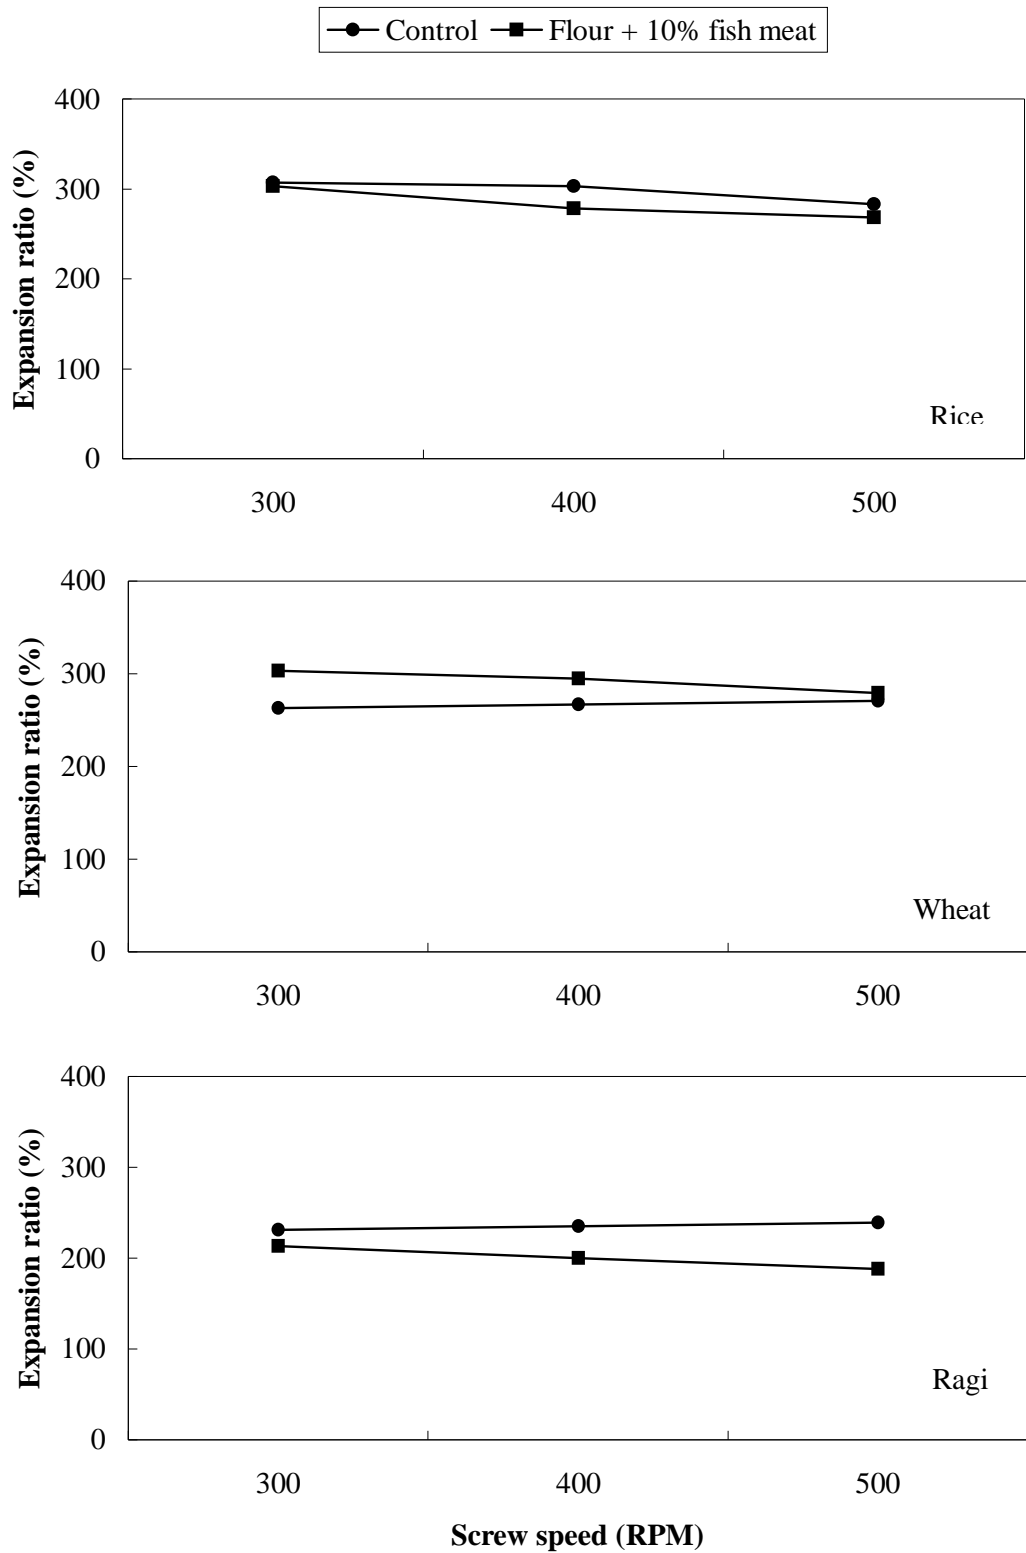 Control Flour + 10% fish meat
Expansion ratio (%)
400
300
200
100
0
Rice
300 400 500
Expansion ratio (%)
400
300
200
100
0
Wheat
300 400 500
Expansion ratio (%)
400
300
200
100
0
Ragi
300 400 500
Screw speed (RPM)